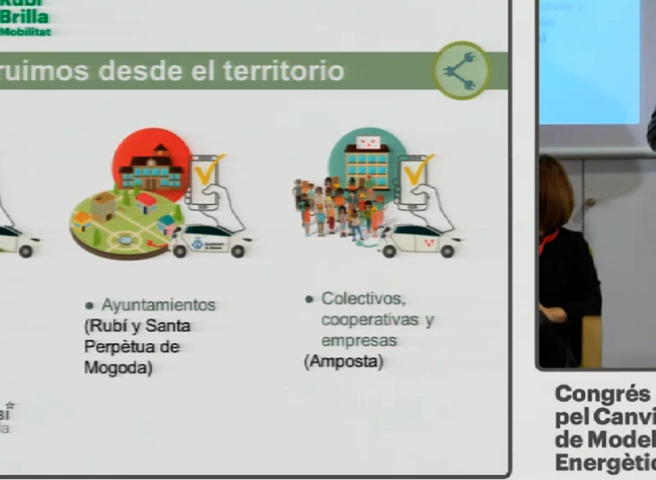 Rubí
Brilla
Mobilitat
ruimos desde el territorio
● Ayuntamientos
(Rubí y Santa
Perpètua de
Mogoda)
● Colectivos,
cooperativas y
empresas
(Amposta)
Congrés
pel Canvi
de Model
Energètic